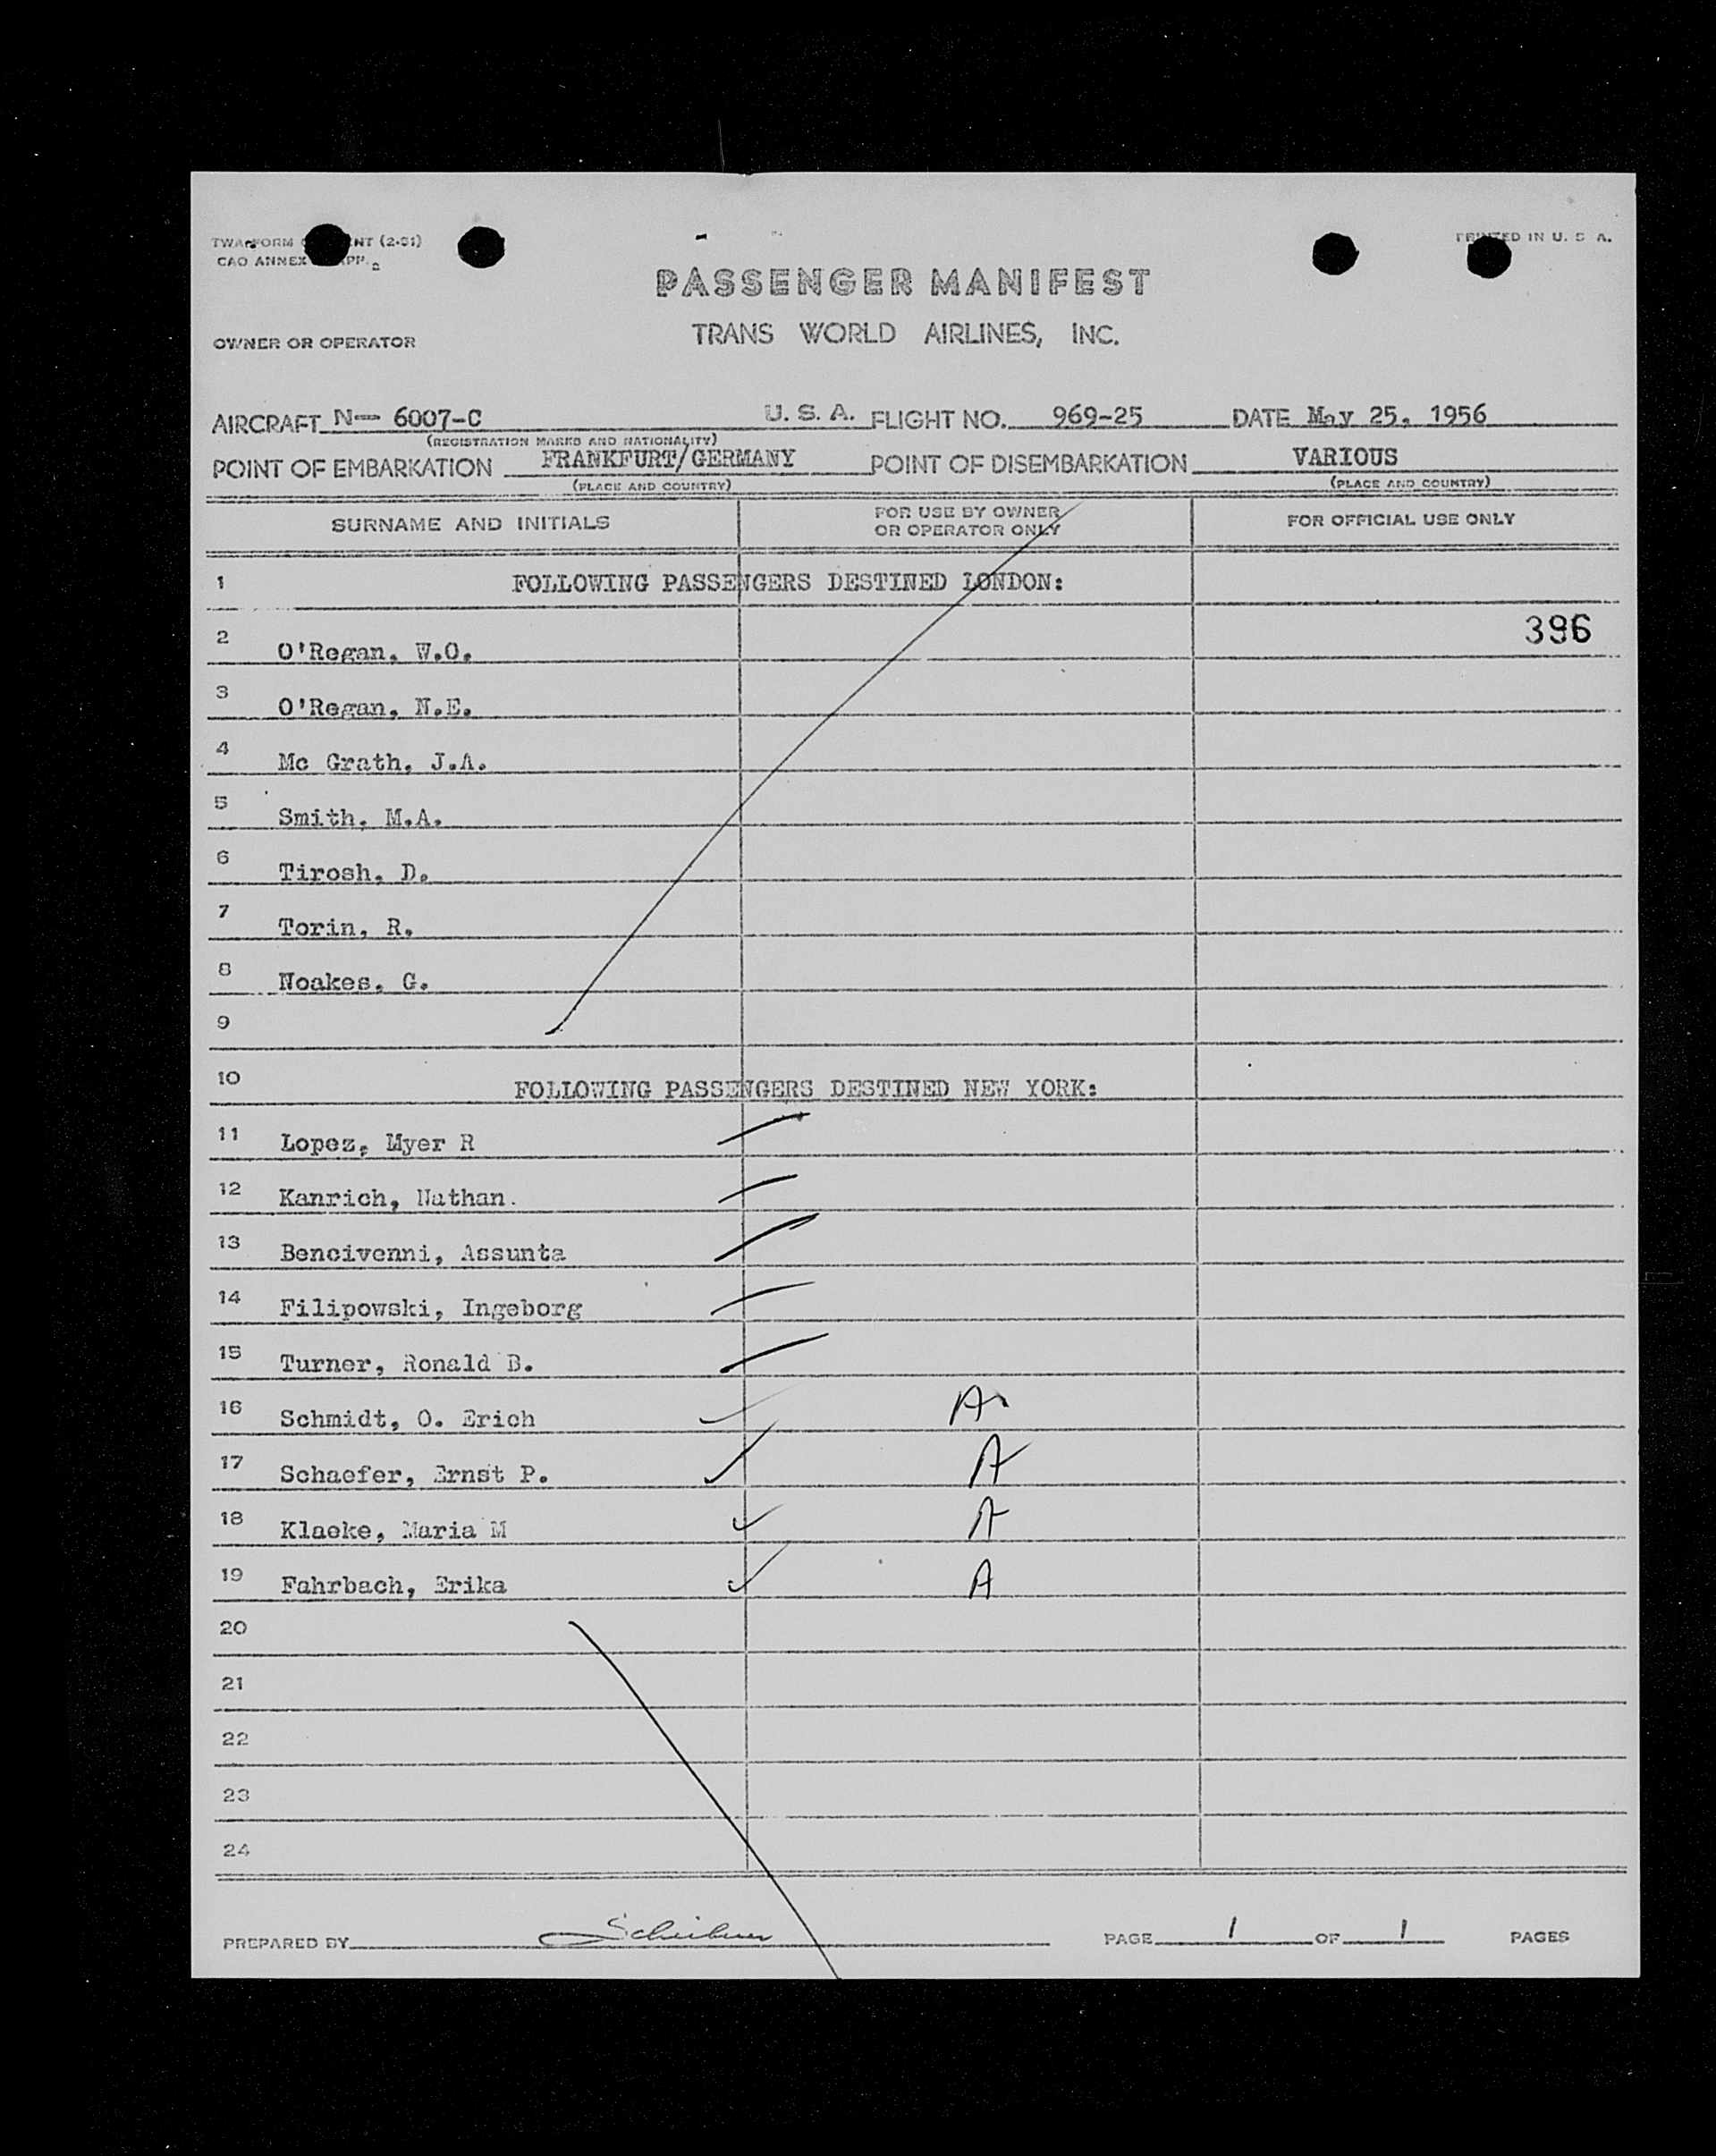 TWA FORM NT (2-51)
CAO ANNEX APP.
PRINTED IN U. S. A.
PASSENGER MANIFEST
OWNER OR OPERATOR TRANS WORLD AIRLINES, INC.
AIRCRAFT N- 6007-C U. S. A. FLIGHT NO. 969-25 DATE May 25, 1956
(REGISTRATION MARKS AND NATIONALITY)
POINT OF EMBARKATION FRANKFURT/GERMANY POINT OF DISEMBARKATION VARIOUS
(PLACE AND COUNTRY) (PLACE AND COUNTRY)
SURNAME AND INITIALS FOR USE BY OWNER OR OPERATOR ONLY FOR OFFICIAL USE ONLY
1 FOLLOWING PASSENGERS DESTINED LONDON:
2 O'Regan, W.O. 396
3 O'Regan, N.E.
4 Mc Grath, J.A.
5 Smith, M.A.
6 Tirosh, D.
7 Torin, R.
8 Noakes, G.
9
10 FOLLOWING PASSENGERS DESTINED NEW YORK:
11 Lopez, Myer R
12 Kanrich, Nathan.
13 Bencivenni, Assunta
14 Filipowski, Ingeborg
15 Turner, Ronald B.
16 Schmidt, O. Erich A
17 Schaefer, Ernst P. A
18 Klaeke, Maria M A
19 Fahrbach, Erika A
20
21
22
23
24
PREPARED BY PAGE 1 OF 1 PAGES